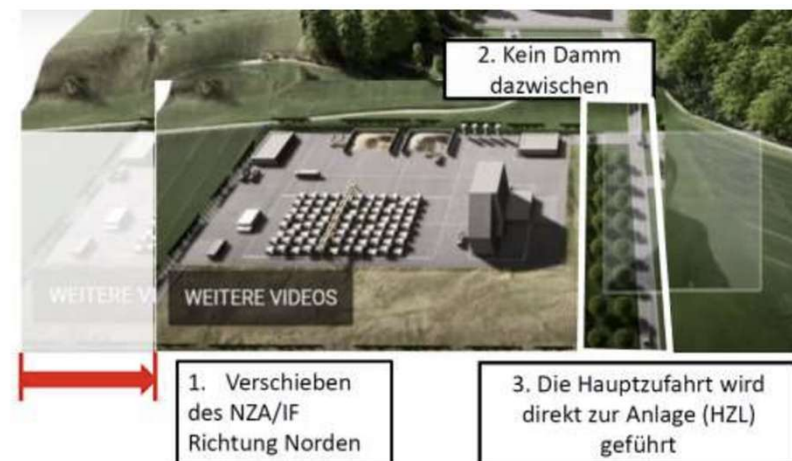 2. Kein Damm
dazwischen
WEITERE V
WEITERE VIDEOS
1. Verschieben
des NZA/IF
Richtung Norden
3. Die Hauptzufahrt wird
direkt zur Anlage (HZL)
geführt